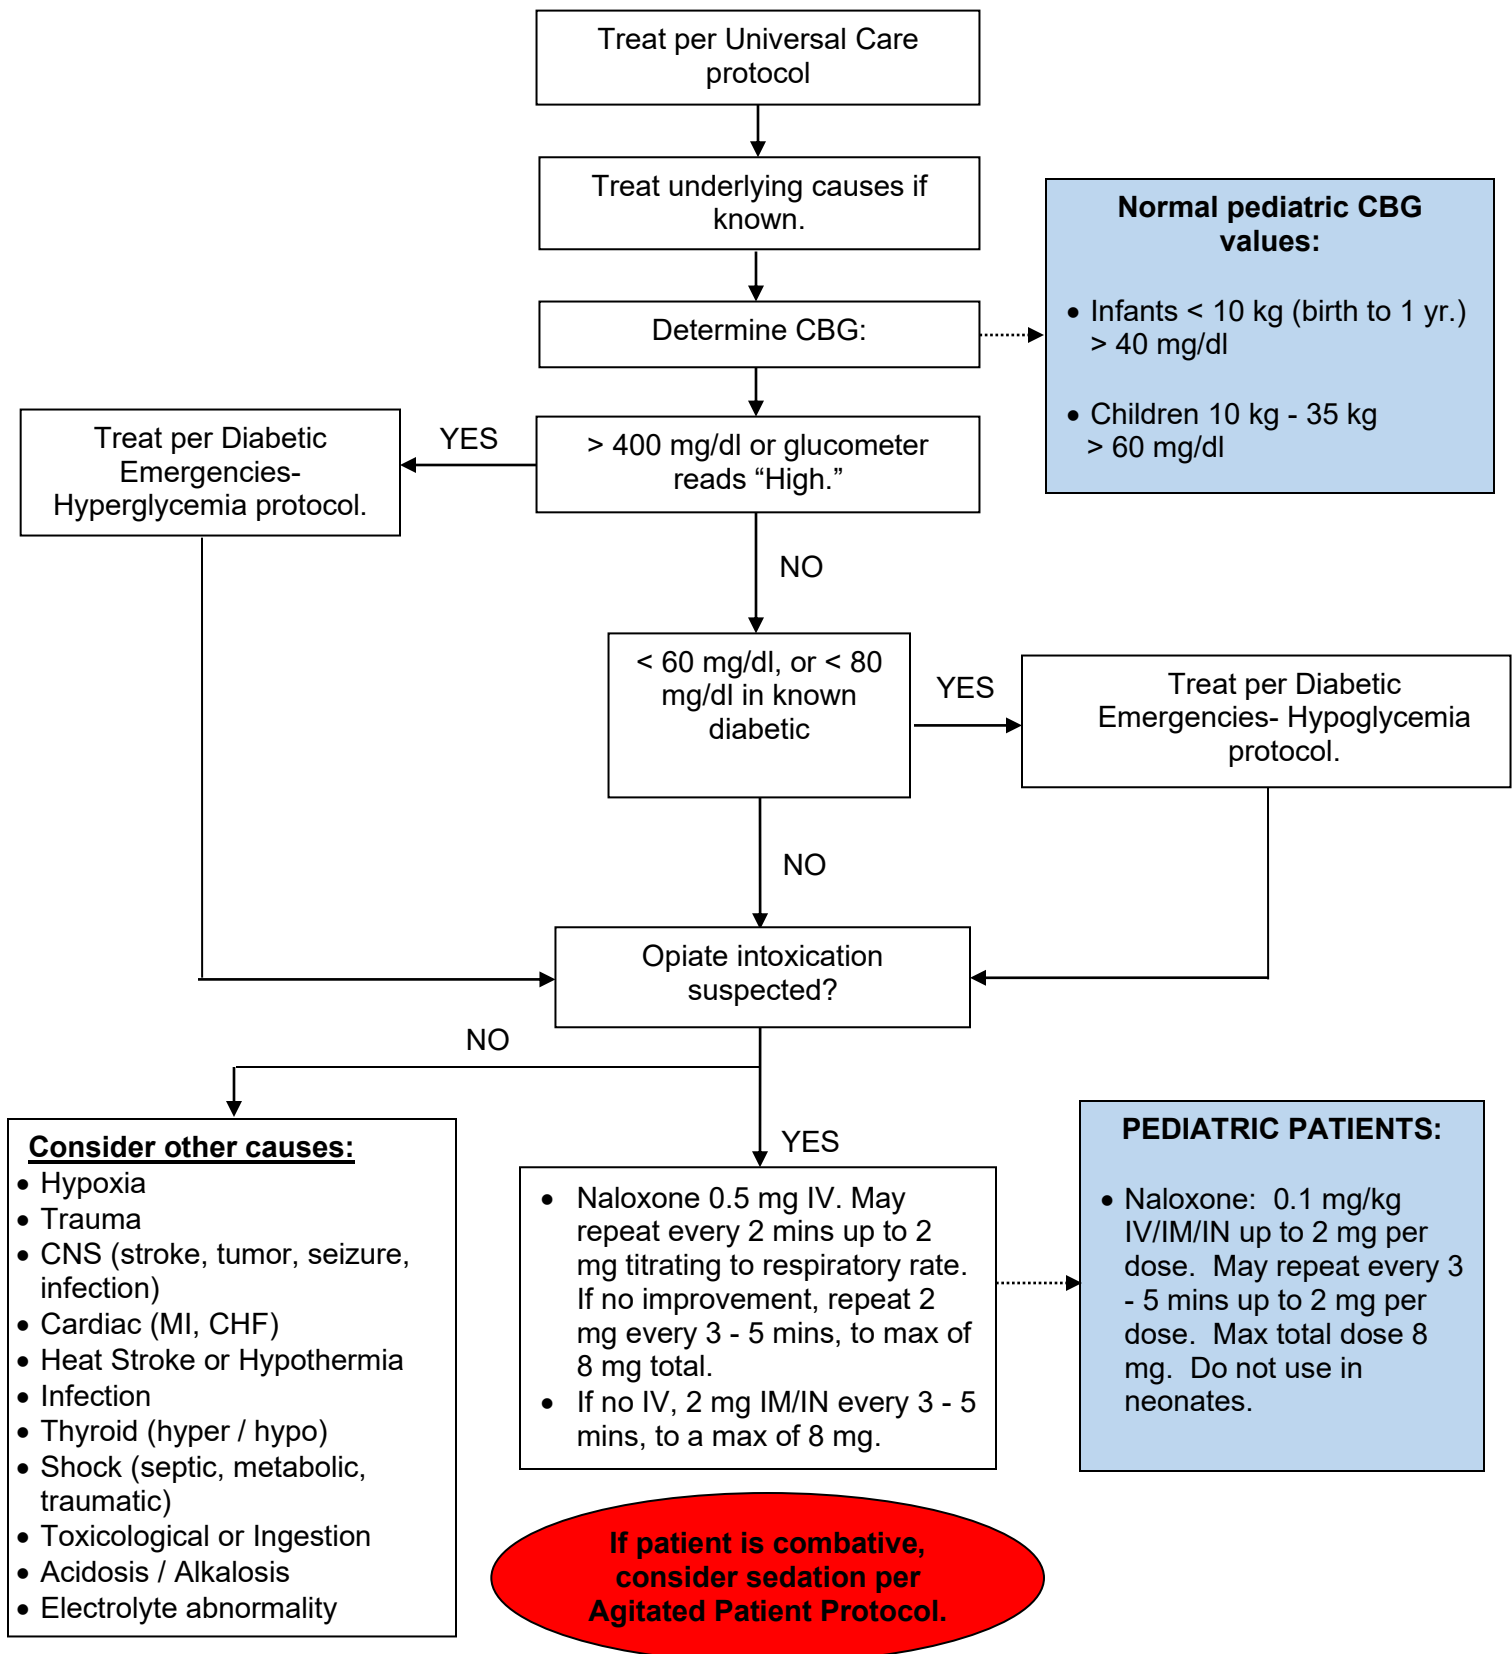 Treat per Universal Care
protocol
Treat underlying causes if
known.
Normal pediatric CBG
values:
• Infants < 10 kg (birth to 1 yr.)
> 40 mg/dl
• Children 10 kg - 35 kg
> 60 mg/dl
Determine CBG:
> 400 mg/dl or glucometer
reads “High.”
YES
Treat per Diabetic
Emergencies-
Hyperglycemia protocol.
NO
< 60 mg/dl, or < 80
mg/dl in known
diabetic
YES
Treat per Diabetic
Emergencies- Hypoglycemia
protocol.
NO
Opiate intoxication
suspected?
NO
Consider other causes:
• Hypoxia
• Trauma
• CNS (stroke, tumor, seizure,
infection)
• Cardiac (MI, CHF)
• Heat Stroke or Hypothermia
• Infection
• Thyroid (hyper / hypo)
• Shock (septic, metabolic,
traumatic)
• Toxicological or Ingestion
• Acidosis / Alkalosis
• Electrolyte abnormality
YES
• Naloxone 0.5 mg IV. May
repeat every 2 mins up to 2
mg titrating to respiratory rate.
If no improvement, repeat 2
mg every 3 - 5 mins, to max of
8 mg total.
• If no IV, 2 mg IM/IN every 3 - 5
mins, to a max of 8 mg.
PEDIATRIC PATIENTS:
• Naloxone: 0.1 mg/kg
IV/IM/IN up to 2 mg per
dose. May repeat every 3
- 5 mins up to 2 mg per
dose. Max total dose 8
mg. Do not use in
neonates.
If patient is combative,
consider sedation per
Agitated Patient Protocol.